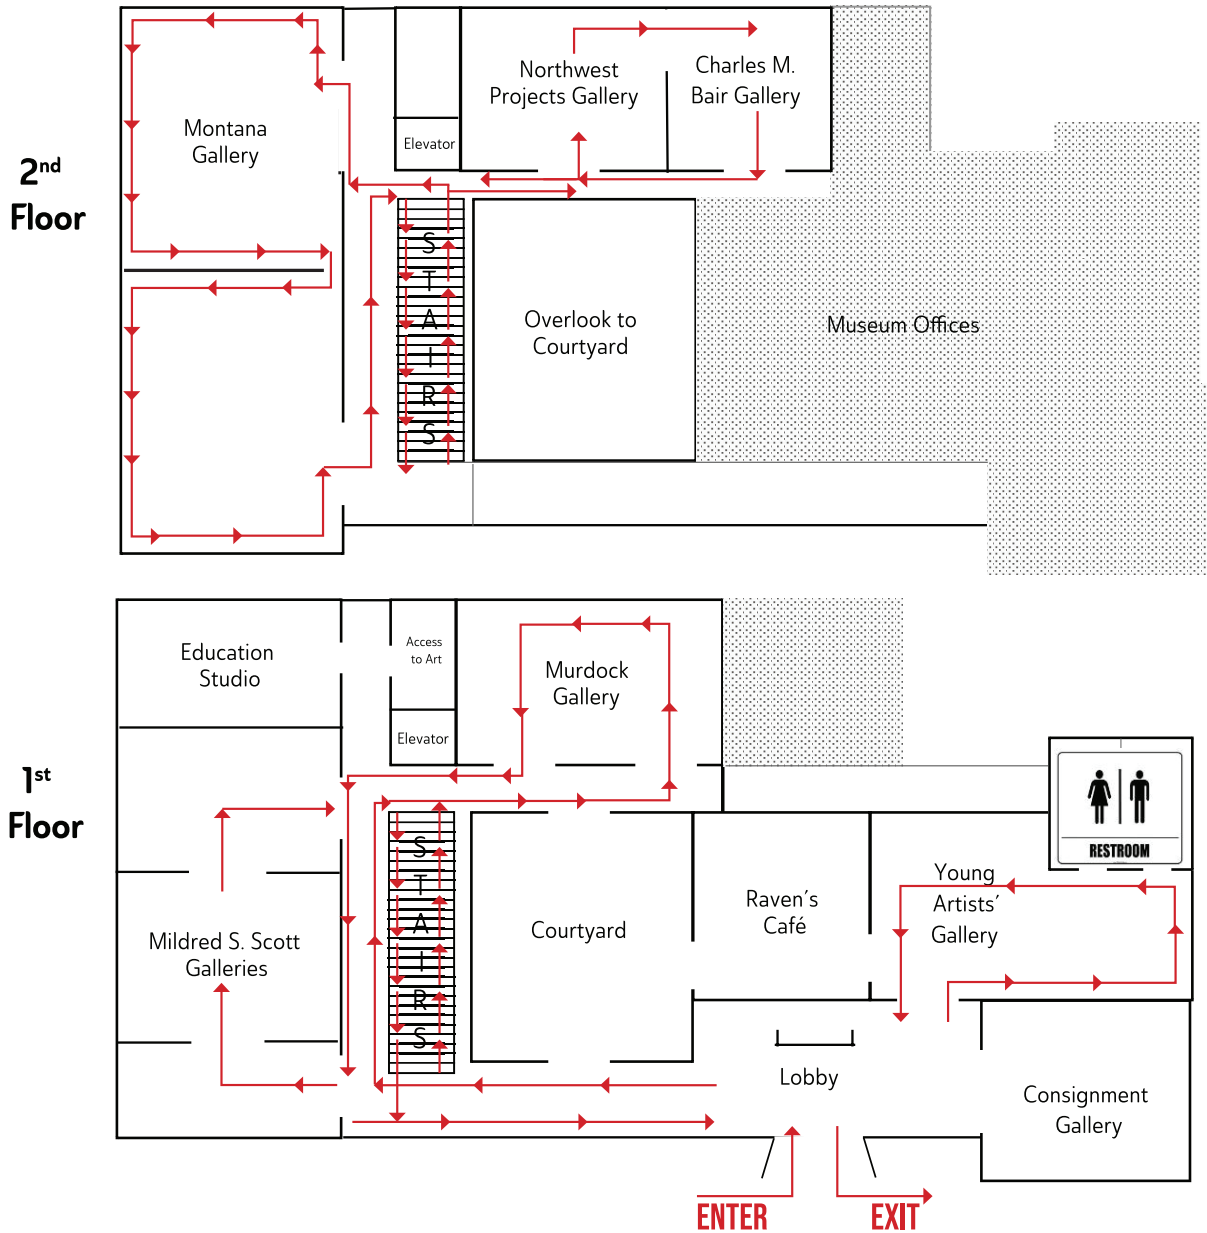 2nd
Floor
Montana
Gallery
Elevator
Northwest
Projects Gallery
Charles M.
Bair Gallery
STAIRS
Overlook to
Courtyard
Museum Offices
1st
Floor
Education
Studio
Access
to Art
Elevator
Murdock
Gallery
RESTROOM
Mildred S. Scott
Galleries
STAIRS
Courtyard
Raven's
Café
Young
Artists'
Gallery
Lobby
Consignment
Gallery
ENTER
EXIT